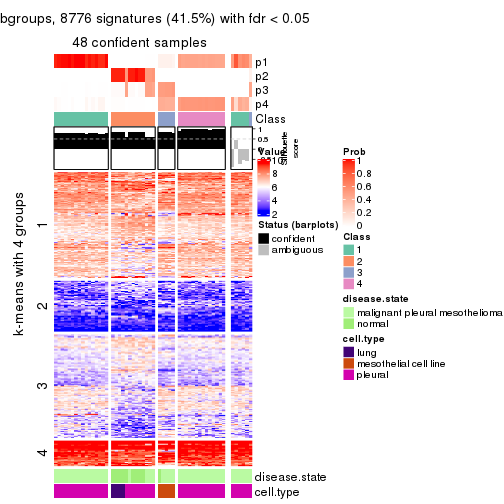 bgroups, 8776 signatures (41.5%) with fdr < 0.05
48 confident samples
p1
p2
p3
p4
Class
1
0.5
0
Silhouette
score
k-means with 4 groups
1
2
3
4
disease.state
cell.type
Value
10
8
6
4
2
Status (barplots)
confident
ambiguous
Prob
1
0.8
0.6
0.4
0.2
0
Class
1
2
3
4
disease.state
malignant pleural mesothelioma
normal
cell.type
lung
mesothelial cell line
pleural